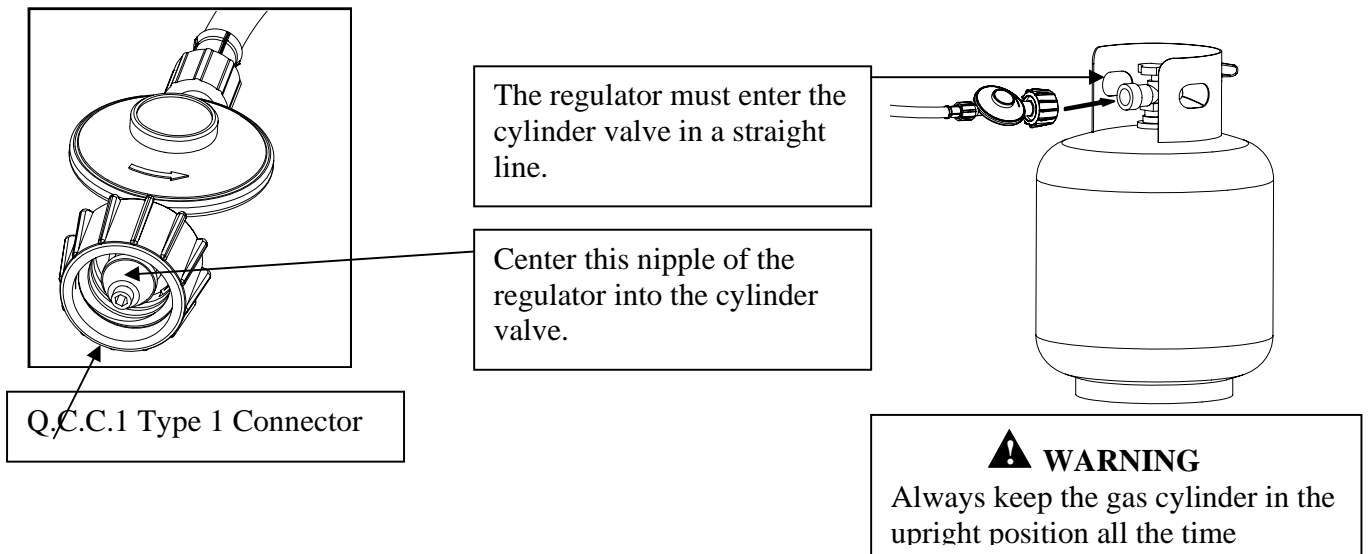 The regulator must enter the
cylinder valve in a straight
line.
Center this nipple of the
regulator into the cylinder
valve.
Q.C.C.1 Type 1 Connector
WARNING
Always keep the gas cylinder in the
upright position all the time